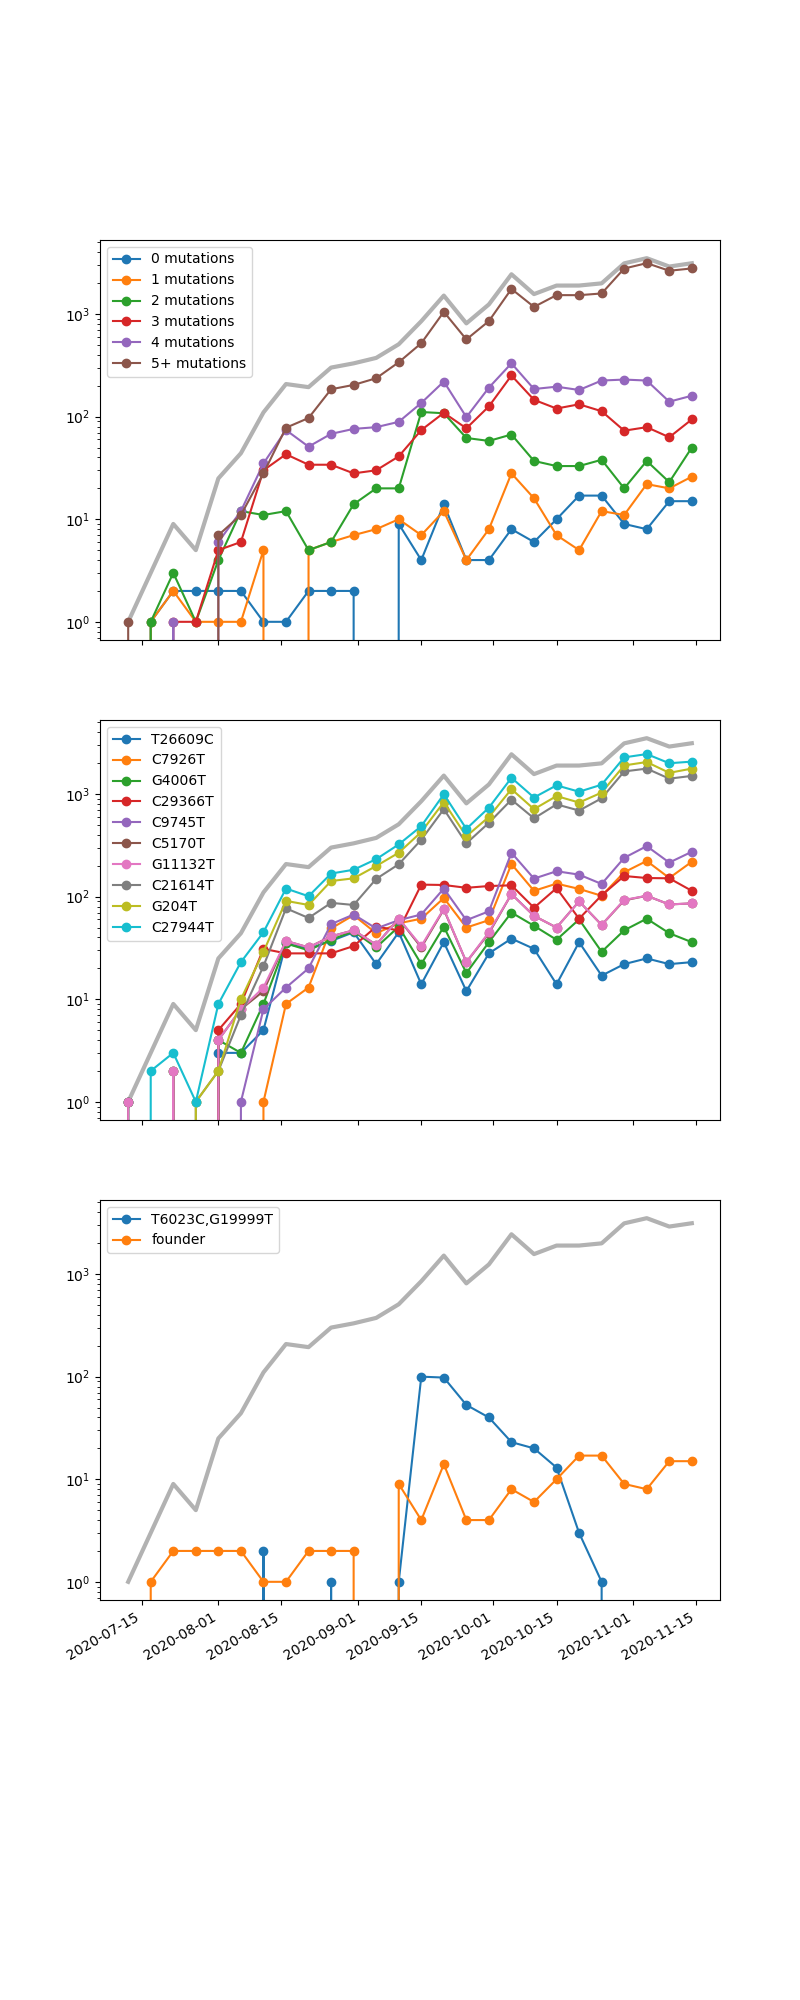 0 mutations
1 mutations
2 mutations
3 mutations
4 mutations
5+ mutations
10³
10²
10¹
10⁰
T26609C
C7926T
G4006T
C29366T
C9745T
C5170T
G11132T
C21614T
G204T
C27944T
10³
10²
10¹
10⁰
T6023C,G19999T
founder
10³
10²
10¹
10⁰
2020-07-15
2020-08-01
2020-08-15
2020-09-01
2020-09-15
2020-10-01
2020-10-15
2020-11-01
2020-11-15